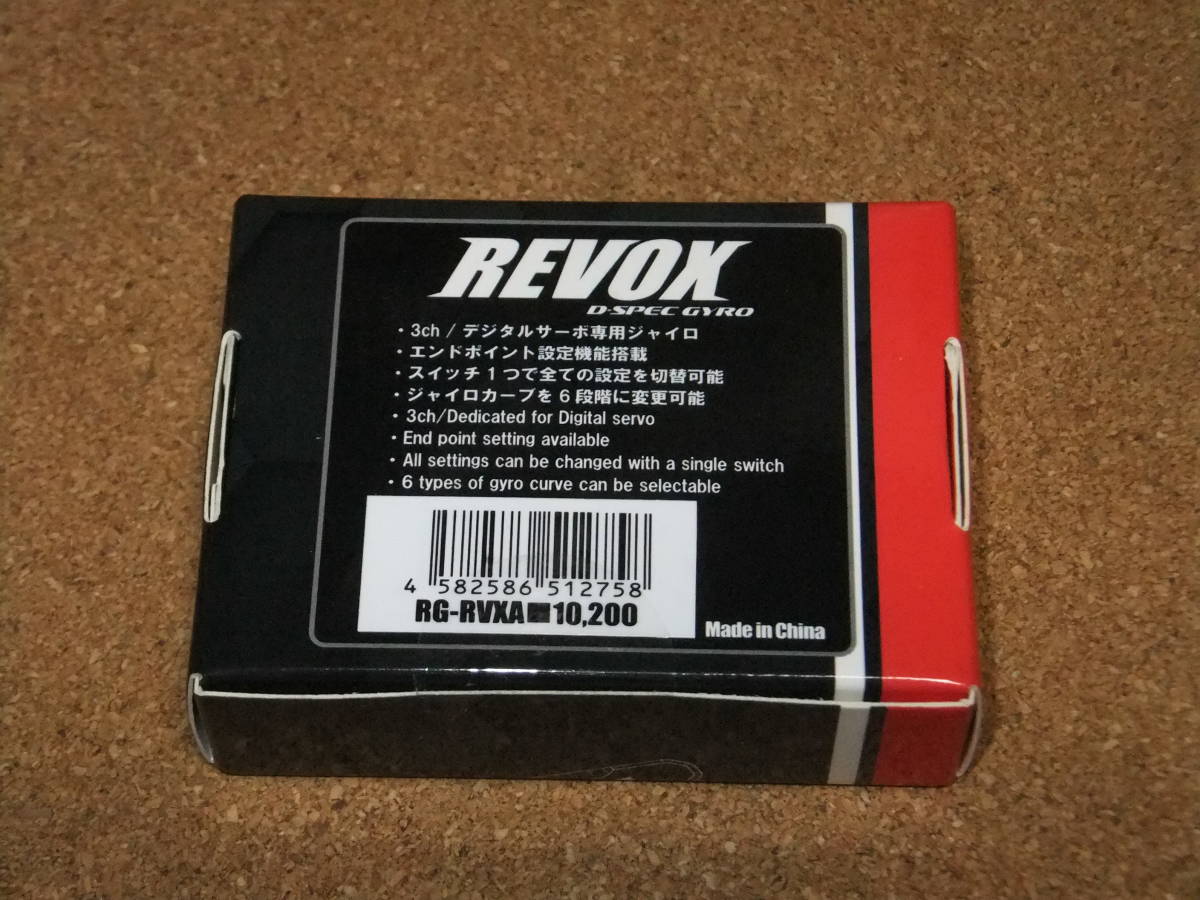 REVOX
D-SPEC GYRO
・3ch / デジタルサーボ専用ジャイロ
・エンドポイント設定機能搭載
・スイッチ1つで全ての設定を切替可能
・ジャイロカーブを6段階に変更可能
・3ch/Dedicated for Digital servo
・End point setting available
・All settings can be changed with a single switch
・6 types of gyro curve can be selectable
4 582586 512758
RG-RVXA 10,200
Made in China